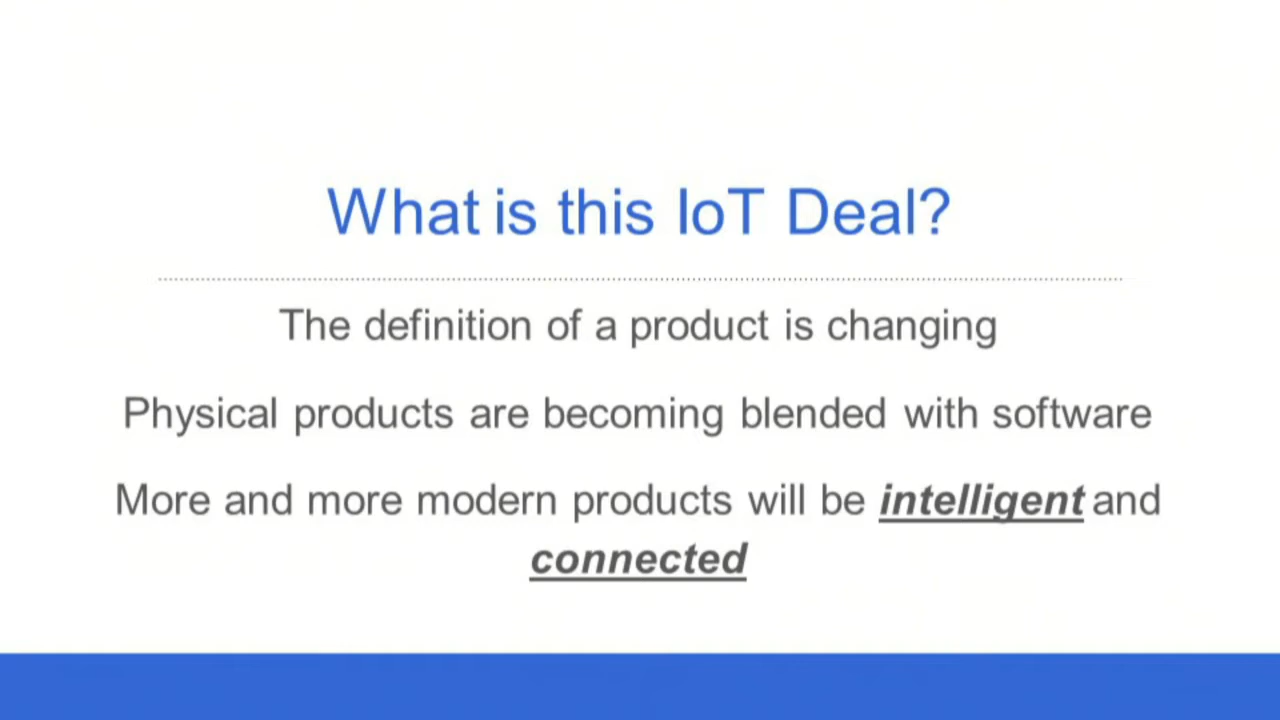 What is this IoT Deal?
The definition of a product is changing
Physical products are becoming blended with software
More and more modern products will be intelligent and
connected